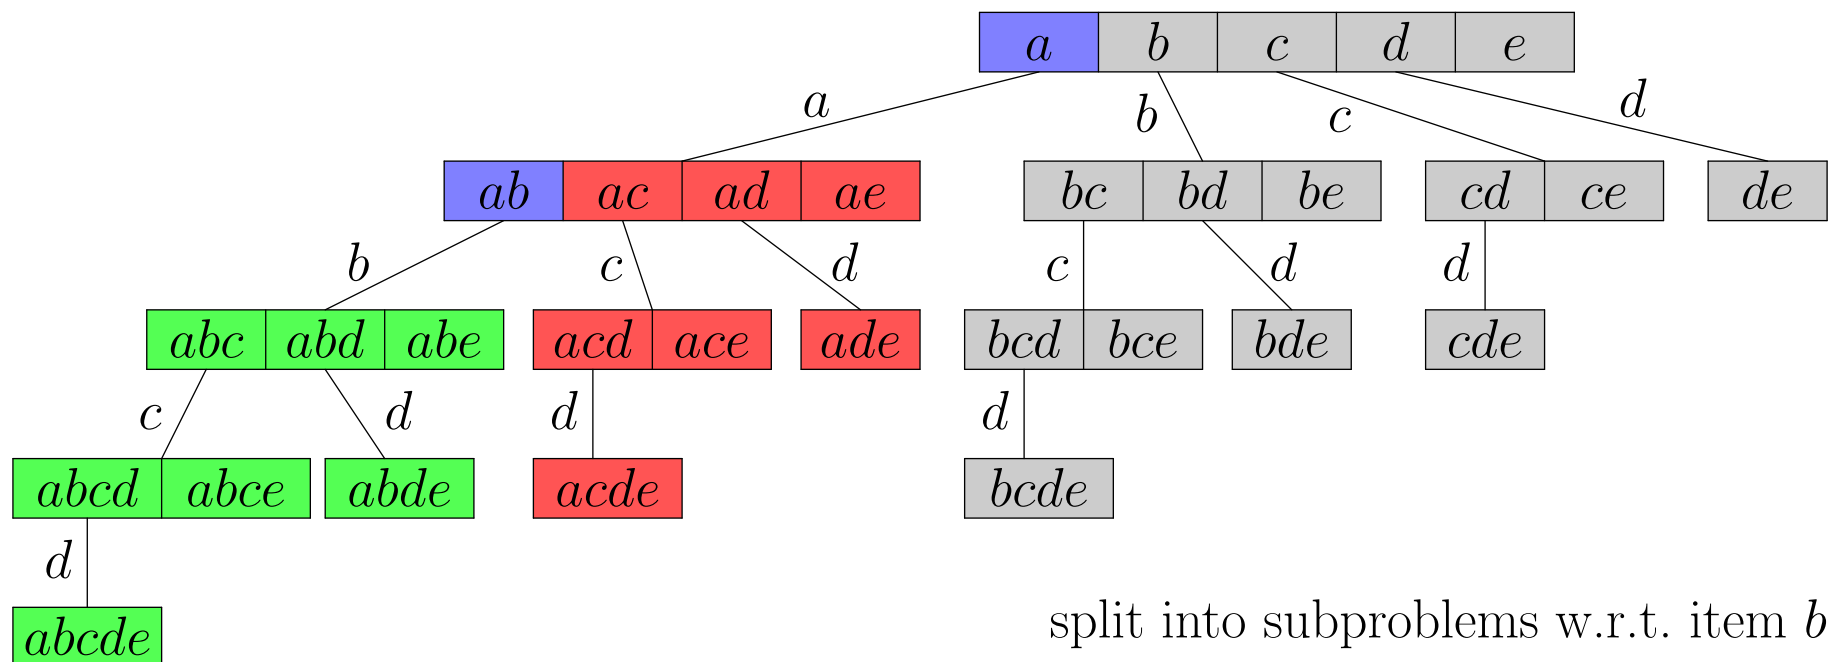 a b c d e
a b c d
ab ac ad ae bc bd be cd ce de
b c d c d d
abc abd abe acd ace ade bcd bce bde cde
c d d d
abcd abce abde acde bcde
d
abcde
split into subproblems w.r.t. item b